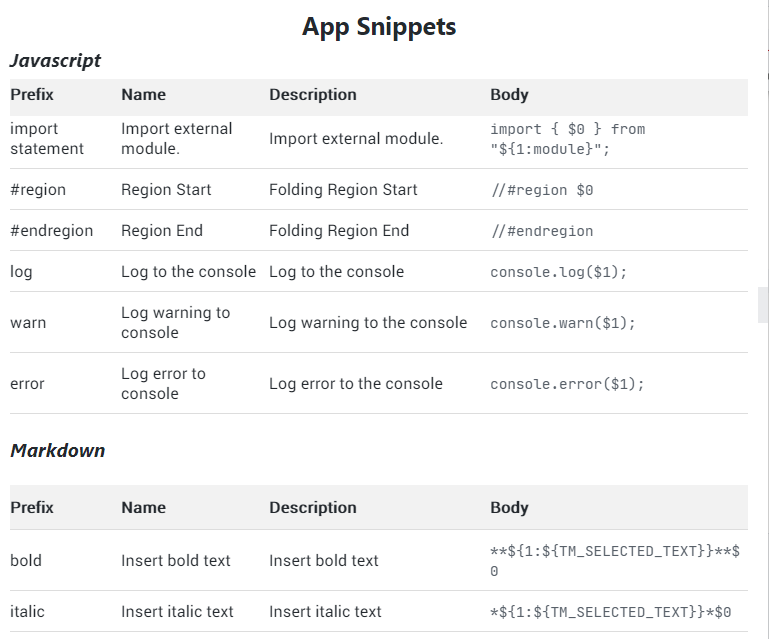 App Snippets
Javascript
Prefix Name Description Body
import statement Import external module. Import external module. import { $0 } from "${1:module}";
#region Region Start Folding Region Start //#region $0
#endregion Region End Folding Region End //#endregion
log Log to the console Log to the console console.log($1);
warn Log warning to console Log warning to the console console.warn($1);
error Log error to console Log error to the console console.error($1);
Markdown
Prefix Name Description Body
bold Insert bold text Insert bold text **${1:${TM_SELECTED_TEXT}}**$0
italic Insert italic text Insert italic text *${1:${TM_SELECTED_TEXT}}*$0